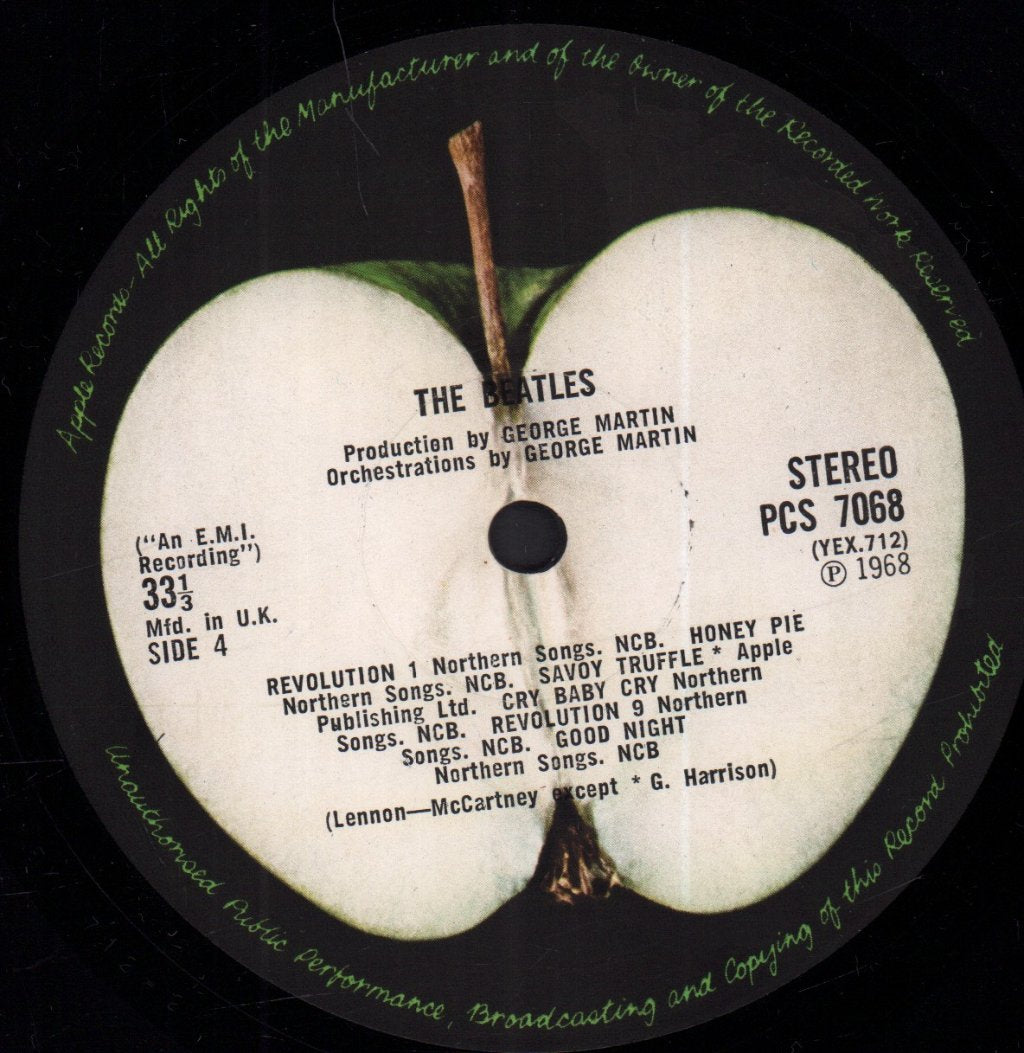 Apple Records-All Rights of the Manufacturer and of the Owner of the Recorded Work Reserved
THE BEATLES
Production by GEORGE MARTIN
Orchestrations by GEORGE MARTIN
STEREO
PCS 7068
(YEX.712)
Ⓟ 1968
("An E.M.I.
Recording")
33⅓
Mfd. in U.K.
SIDE 4
REVOLUTION 1 Northern Songs. NCB. HONEY PIE
Northern Songs. NCB. SAVOY TRUFFLE * Apple
Publishing Ltd. CRY BABY CRY Northern
Songs. NCB. REVOLUTION 9 Northern
Songs. NCB. GOOD NIGHT
Northern Songs. NCB
(Lennon—McCartney except * G. Harrison)
Unauthorised Public Performance, Broadcasting and Copying of this Record Prohibited